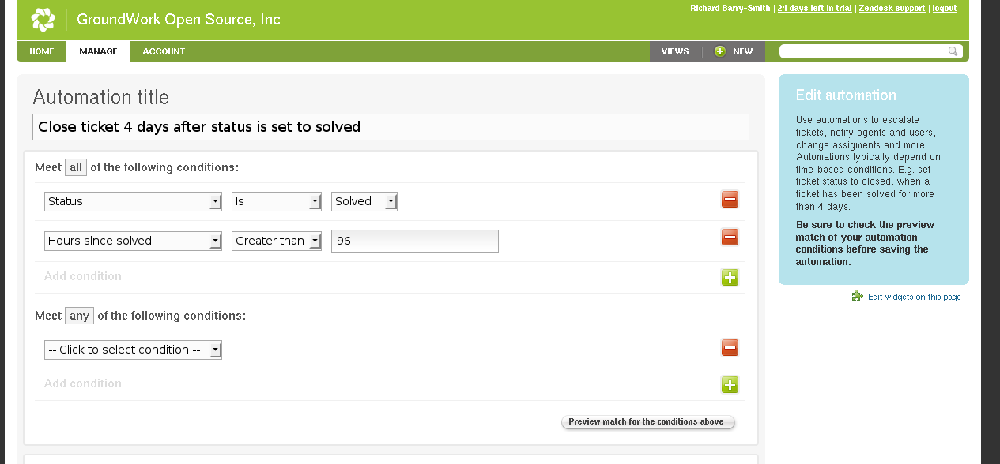 GroundWork Open Source, Inc
Richard Barry-Smith | 24 days left in trial | Zendesk support | logout
HOME MANAGE ACCOUNT VIEWS NEW
Automation title
Close ticket 4 days after status is set to solved
Meet all of the following conditions:
Status Is Solved
Hours since solved Greater than 96
Add condition
Meet any of the following conditions:
-- Click to select condition --
Add condition
Preview match for the conditions above
Edit automation
Use automations to escalate
tickets, notify agents and users,
change assigments and more.
Automations typically depend on
time-based conditions. E.g. set
ticket status to closed, when a
ticket has been solved for more
than 4 days.
Be sure to check the preview
match of your automation
conditions before saving the
automation.
Edit widgets on this page